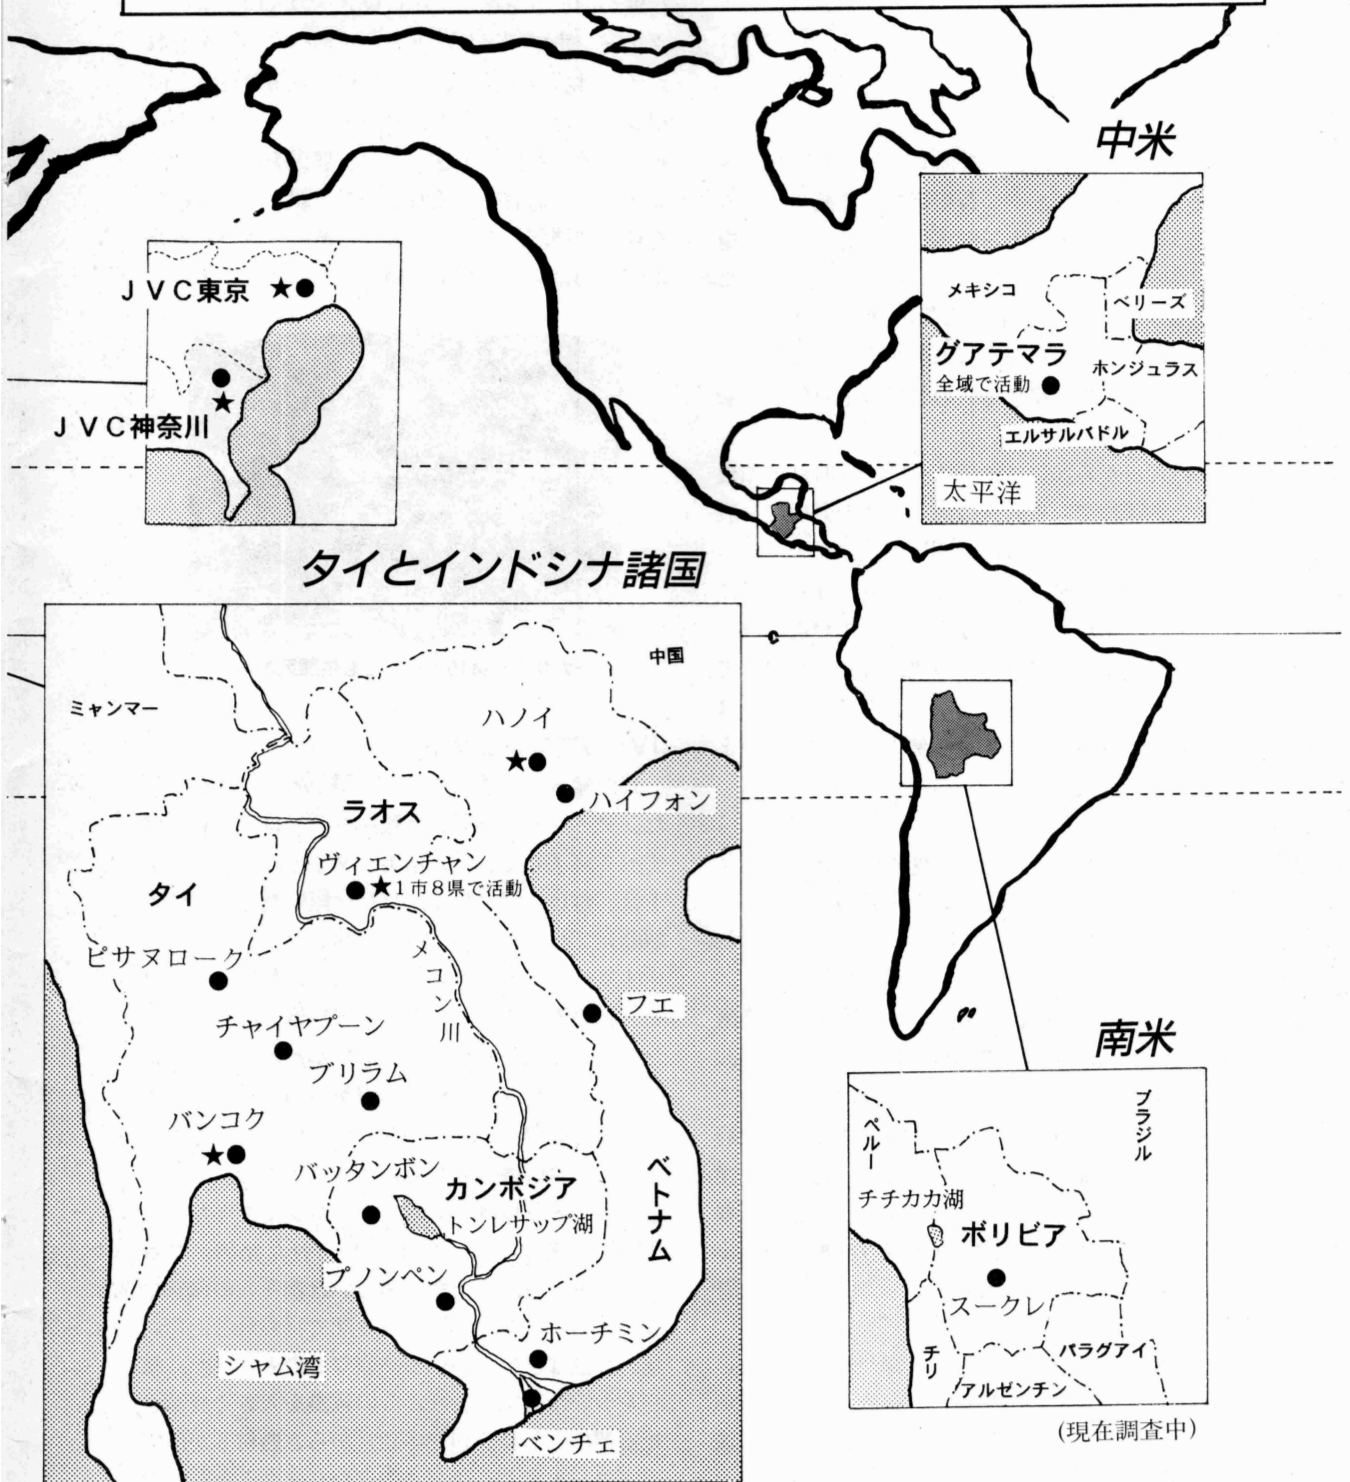 中米
メキシコ
ベリーズ
グアテマラ
全域で活動
ホンジュラス
エルサルバドル
太平洋
JVC東京 ★
JVC神奈川
★
タイとインドシナ諸国
中国
ミャンマー
ハノイ
★
ハイフォン
ラオス
ヴィエンチャン
★1市8県で活動
タイ
ピサヌローク
メコン川
フエ
チャイヤプーン
ブリラム
バンコク
★
バッタンボン
カンボジア
トンレサップ湖
ベトナム
プノンペン
ホーチミン
シャム湾
ベンチェ
南米
ブラジル
ペルー
チチカカ湖
ボリビア
スークレ
パラグアイ
チリ
アルゼンチン
(現在調査中)